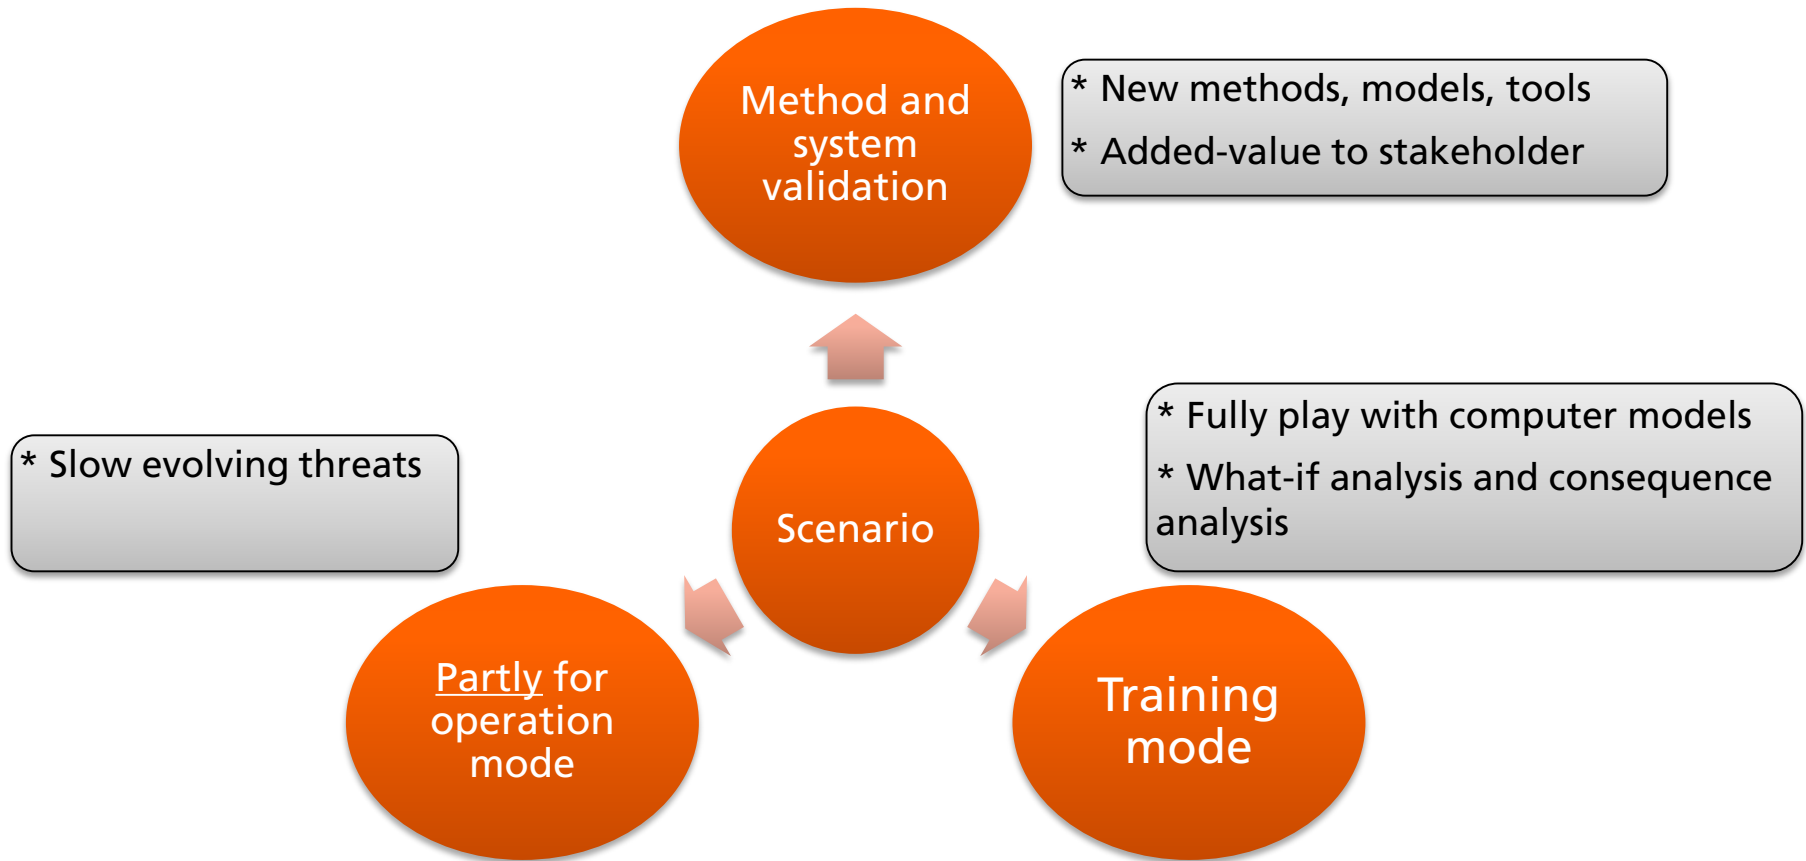 Method and
system
validation
* New methods, models, tools
* Added-value to stakeholder
* Slow evolving threats
Scenario
* Fully play with computer models
* What-if analysis and consequence
analysis
Partly for
operation
mode
Training
mode